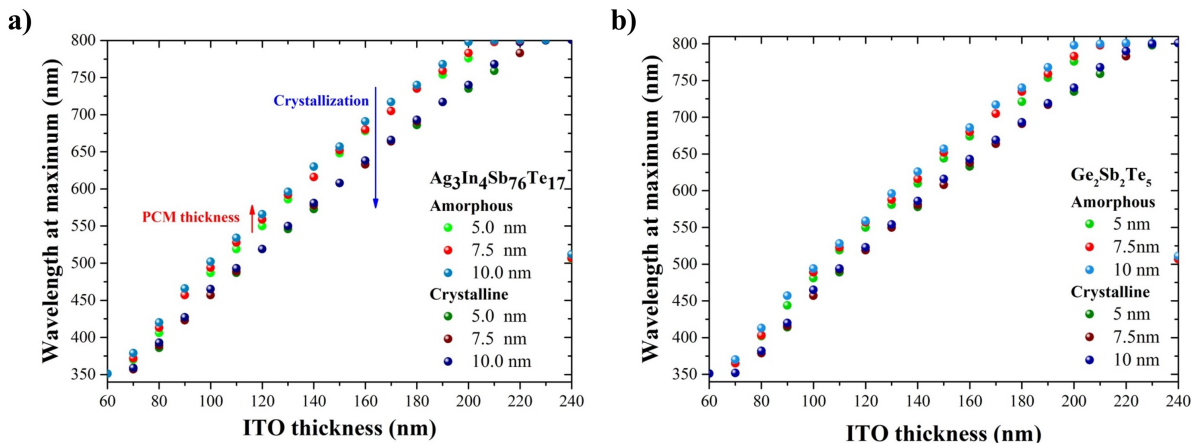 a)
Wavelength at maximum (nm)
800
750
700
650
600
550
500
450
400
350
Crystallization
PCM thickness
Ag₃In₄Sb₇₆Te₁₇
Amorphous
5.0 nm
7.5 nm
10.0 nm
Crystalline
5.0 nm
7.5 nm
10.0 nm
60 80 100 120 140 160 180 200 220 240
ITO thickness (nm)
b)
Wavelength at maximum (nm)
800
750
700
650
600
550
500
450
400
350
Ge₂Sb₂Te₅
Amorphous
5 nm
7.5nm
10 nm
Crystalline
5 nm
7.5nm
10 nm
60 80 100 120 140 160 180 200 220 240
ITO thickness (nm)